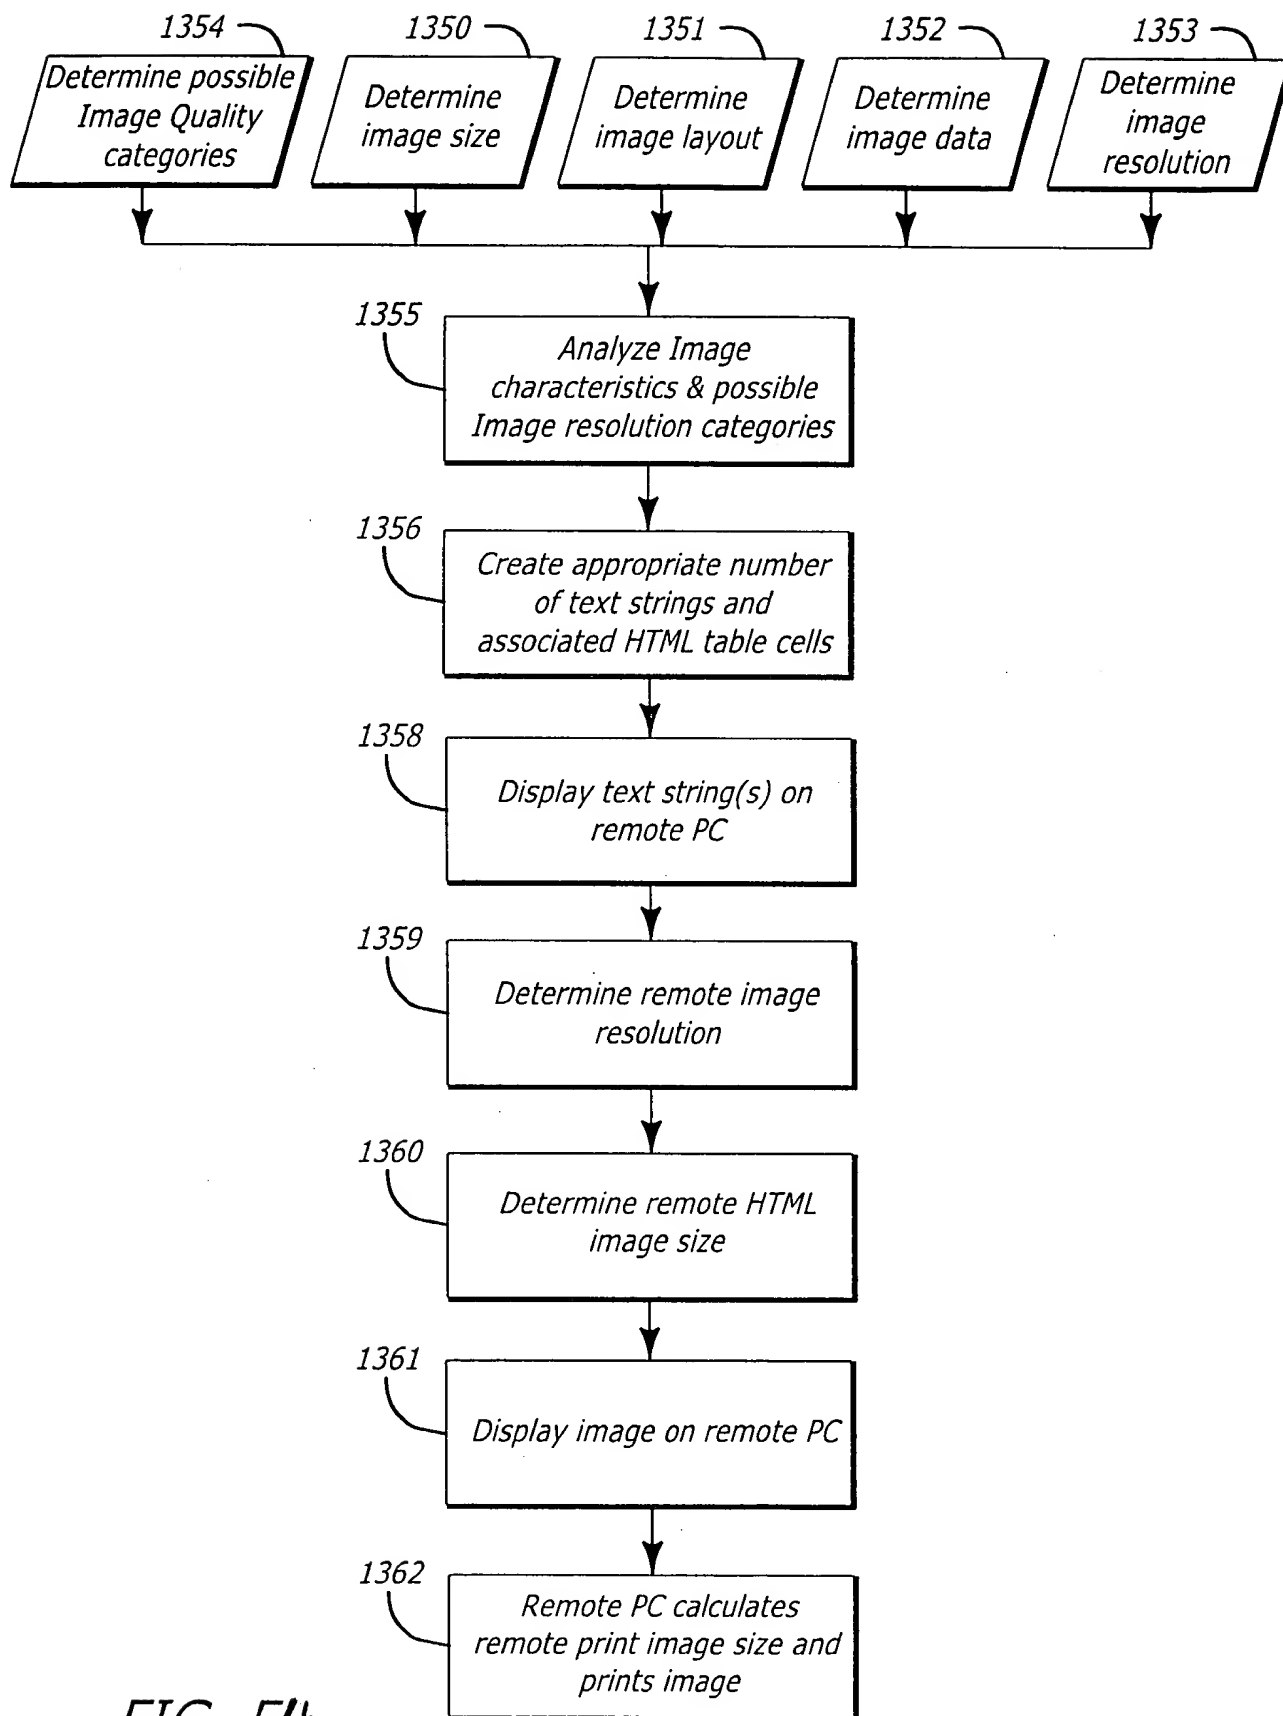 1354
1350
1351
1352
1353
Determine possible
Image Quality
categories
Determine
image size
Determine
image layout
Determine
image data
Determine
image
resolution
1355
Analyze Image
characteristics & possible
Image resolution categories
1356
Create appropriate number
of text strings and
associated HTML table cells
1358
Display text string(s) on
remote PC
1359
Determine remote image
resolution
1360
Determine remote HTML
image size
1361
Display image on remote PC
1362
Remote PC calculates
remote print image size and
prints image
FIG.